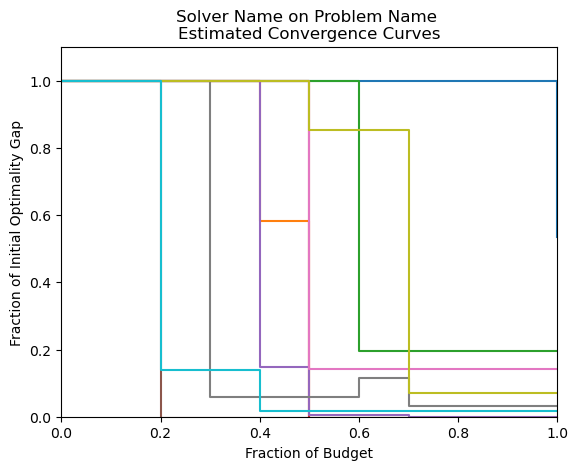 Solver Name on Problem Name
Estimated Convergence Curves
Fraction of Initial Optimality Gap
1.0
0.8
0.6
0.4
0.2
0.0
0.0 0.2 0.4 0.6 0.8 1.0
Fraction of Budget